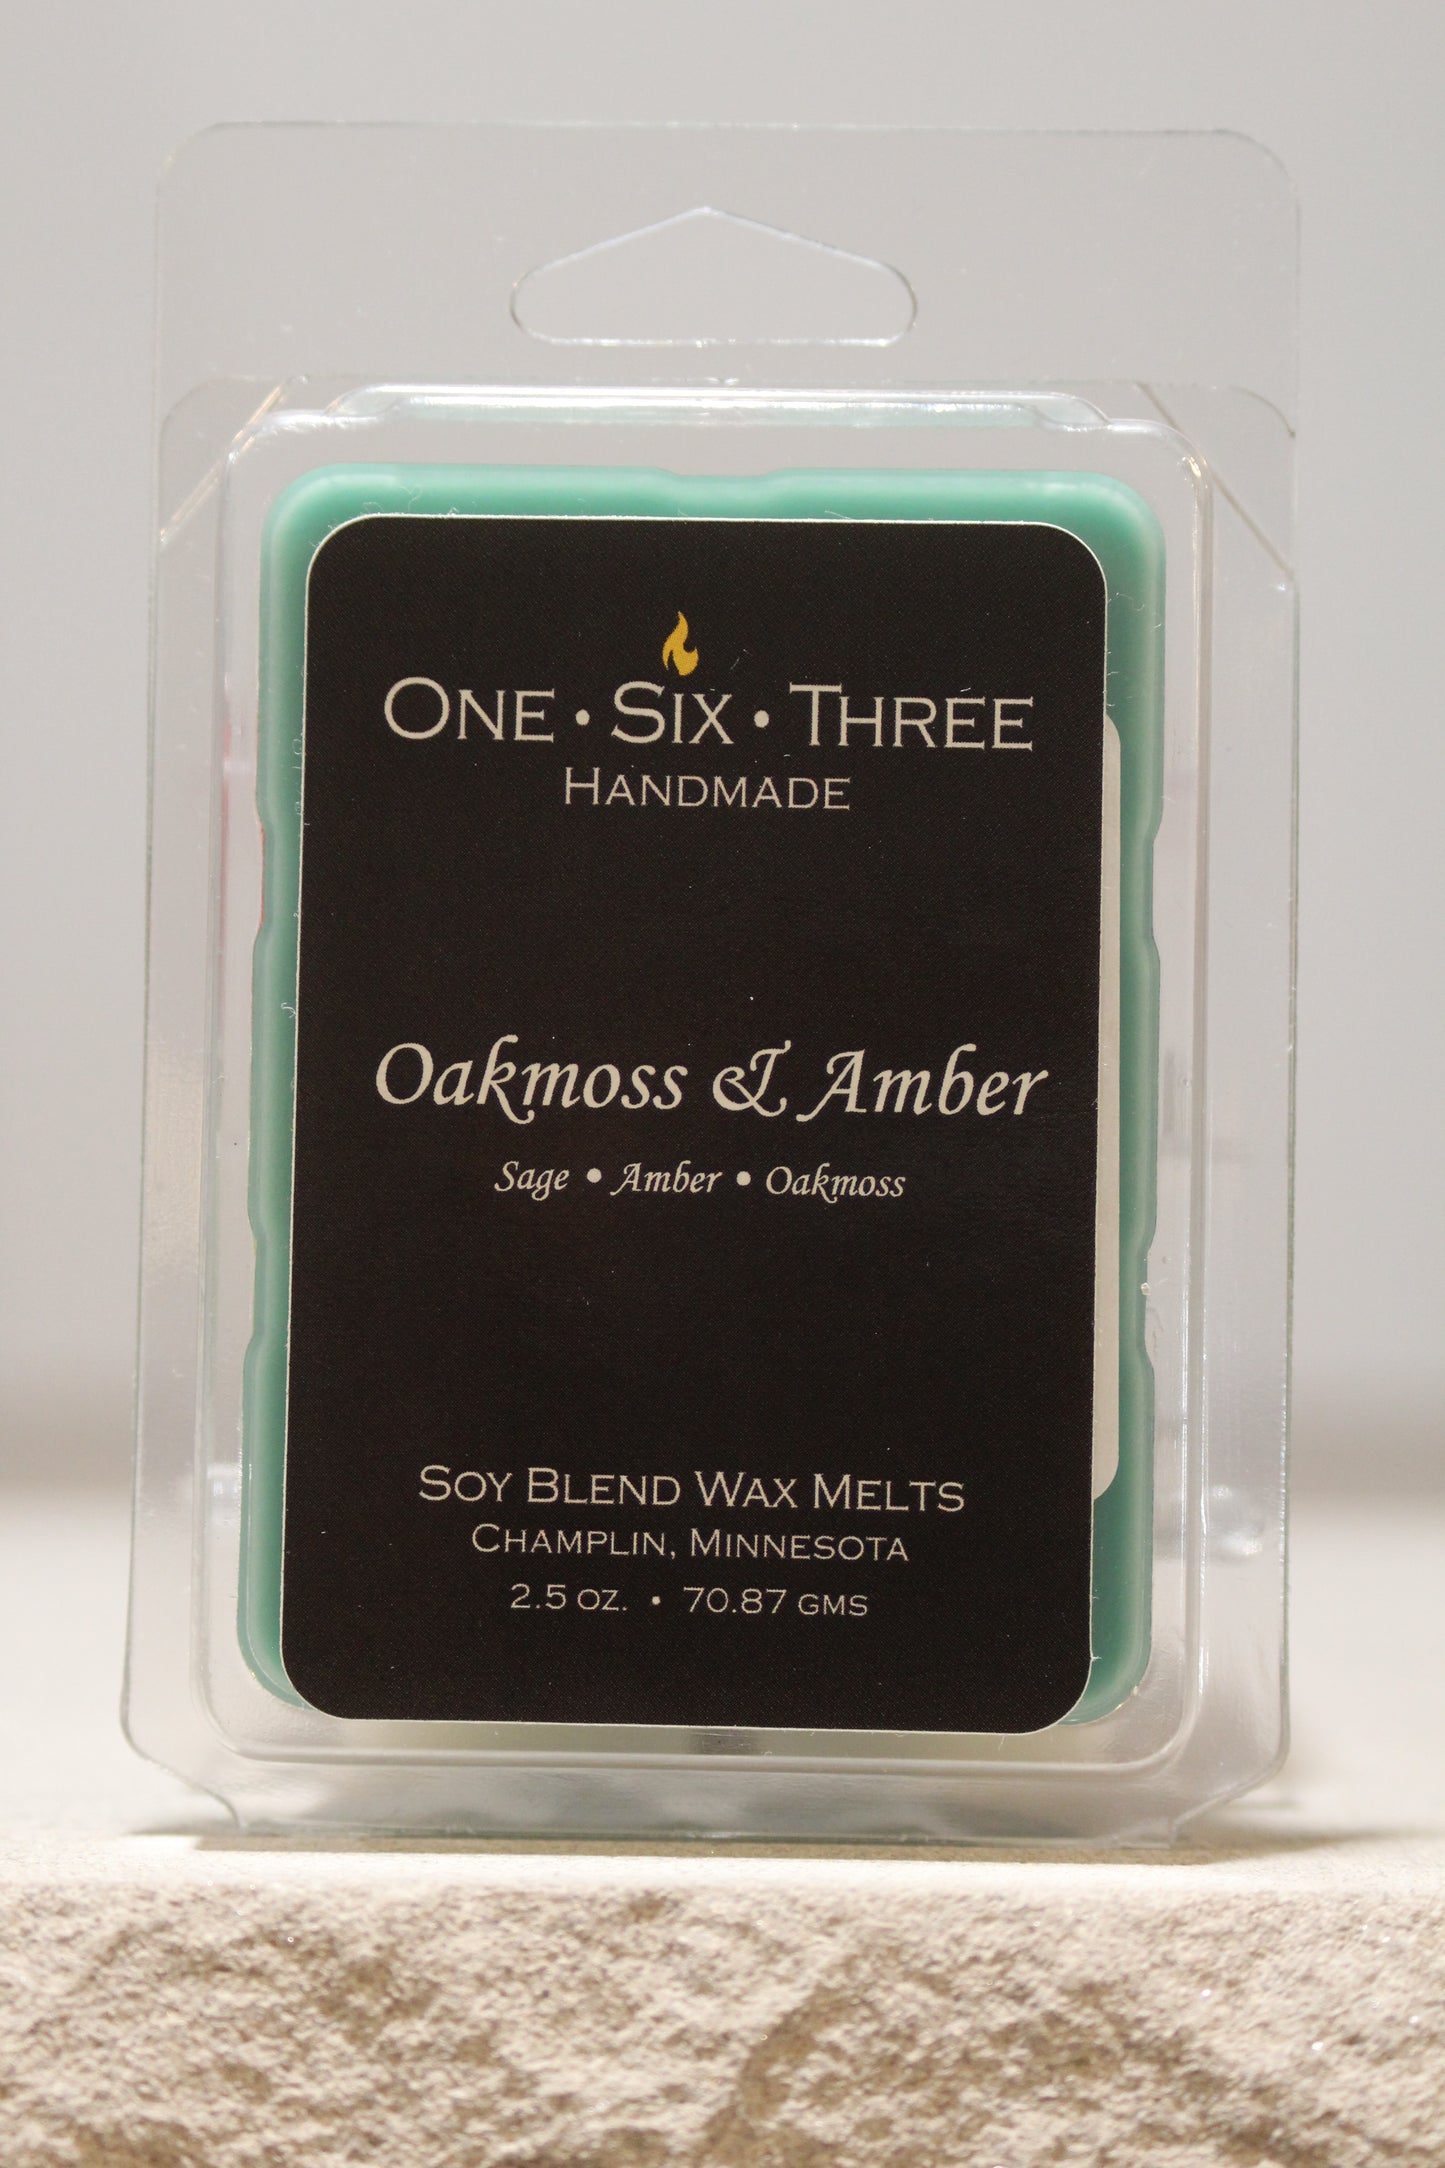 One • Six • Three
Handmade
Oakmoss & Amber
Sage • Amber • Oakmoss
Soy Blend Wax Melts
Champlin, Minnesota
2.5 oz. • 70.87 gms